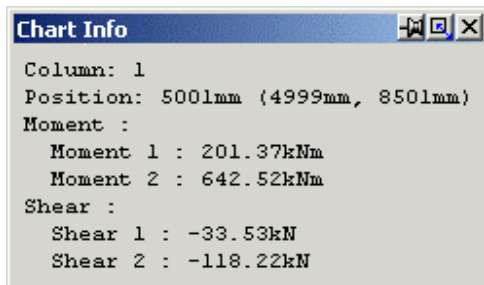 Chart Info
Column: 1
Position: 5001mm (4999mm, 8501mm)
Moment :
Moment 1 : 201.37kNm
Moment 2 : 642.52kNm
Shear :
Shear 1 : -33.53kN
Shear 2 : -118.22kN